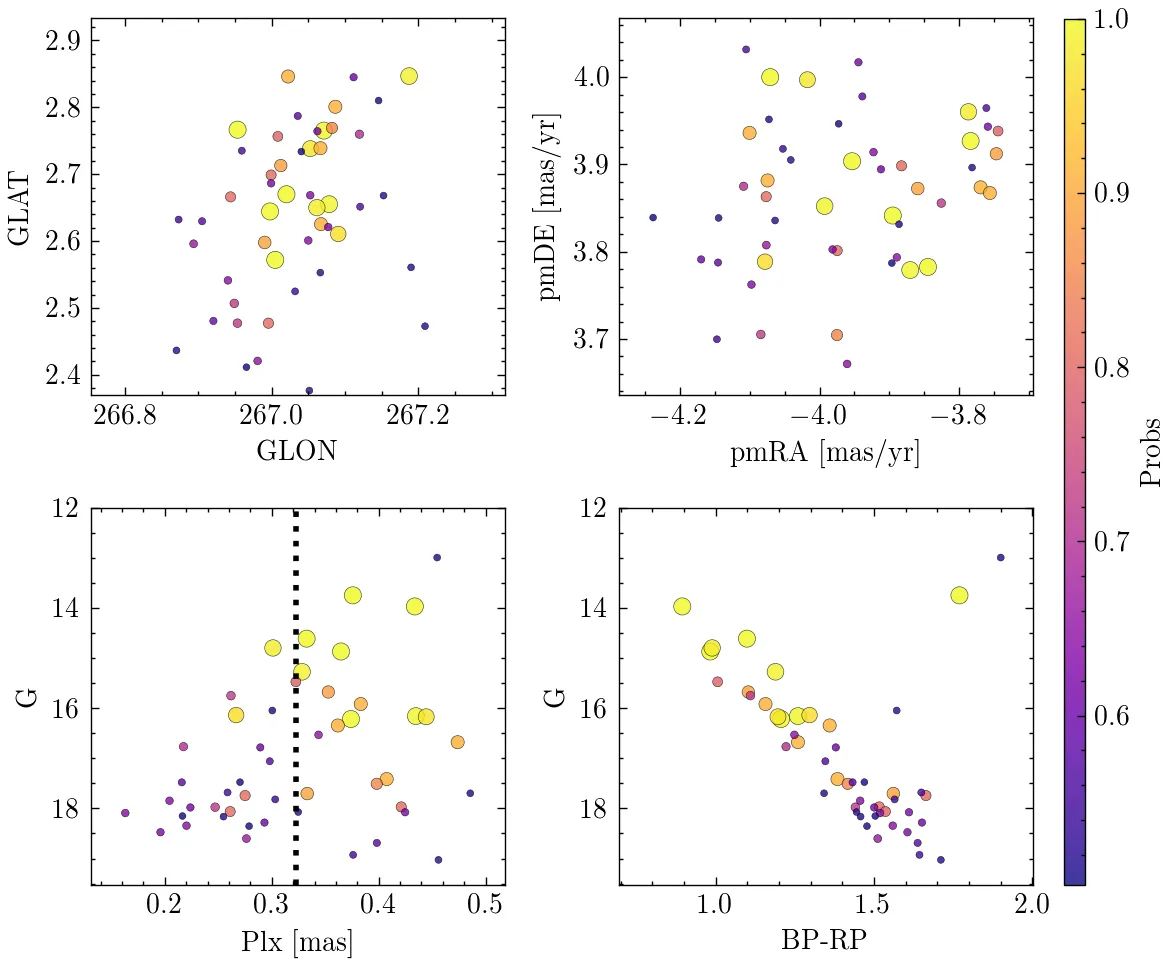 2.9
2.8
2.7
2.6
2.5
2.4
GLAT
266.8 267.0 267.2
GLON
4.0
3.9
3.8
3.7
pmDE [mas/yr]
−4.2 −4.0 −3.8
pmRA [mas/yr]
12
14
16
18
G
0.2 0.3 0.4 0.5
Plx [mas]
12
14
16
18
G
1.0 1.5 2.0
BP-RP
1.0
0.9
0.8
0.7
0.6
Probs